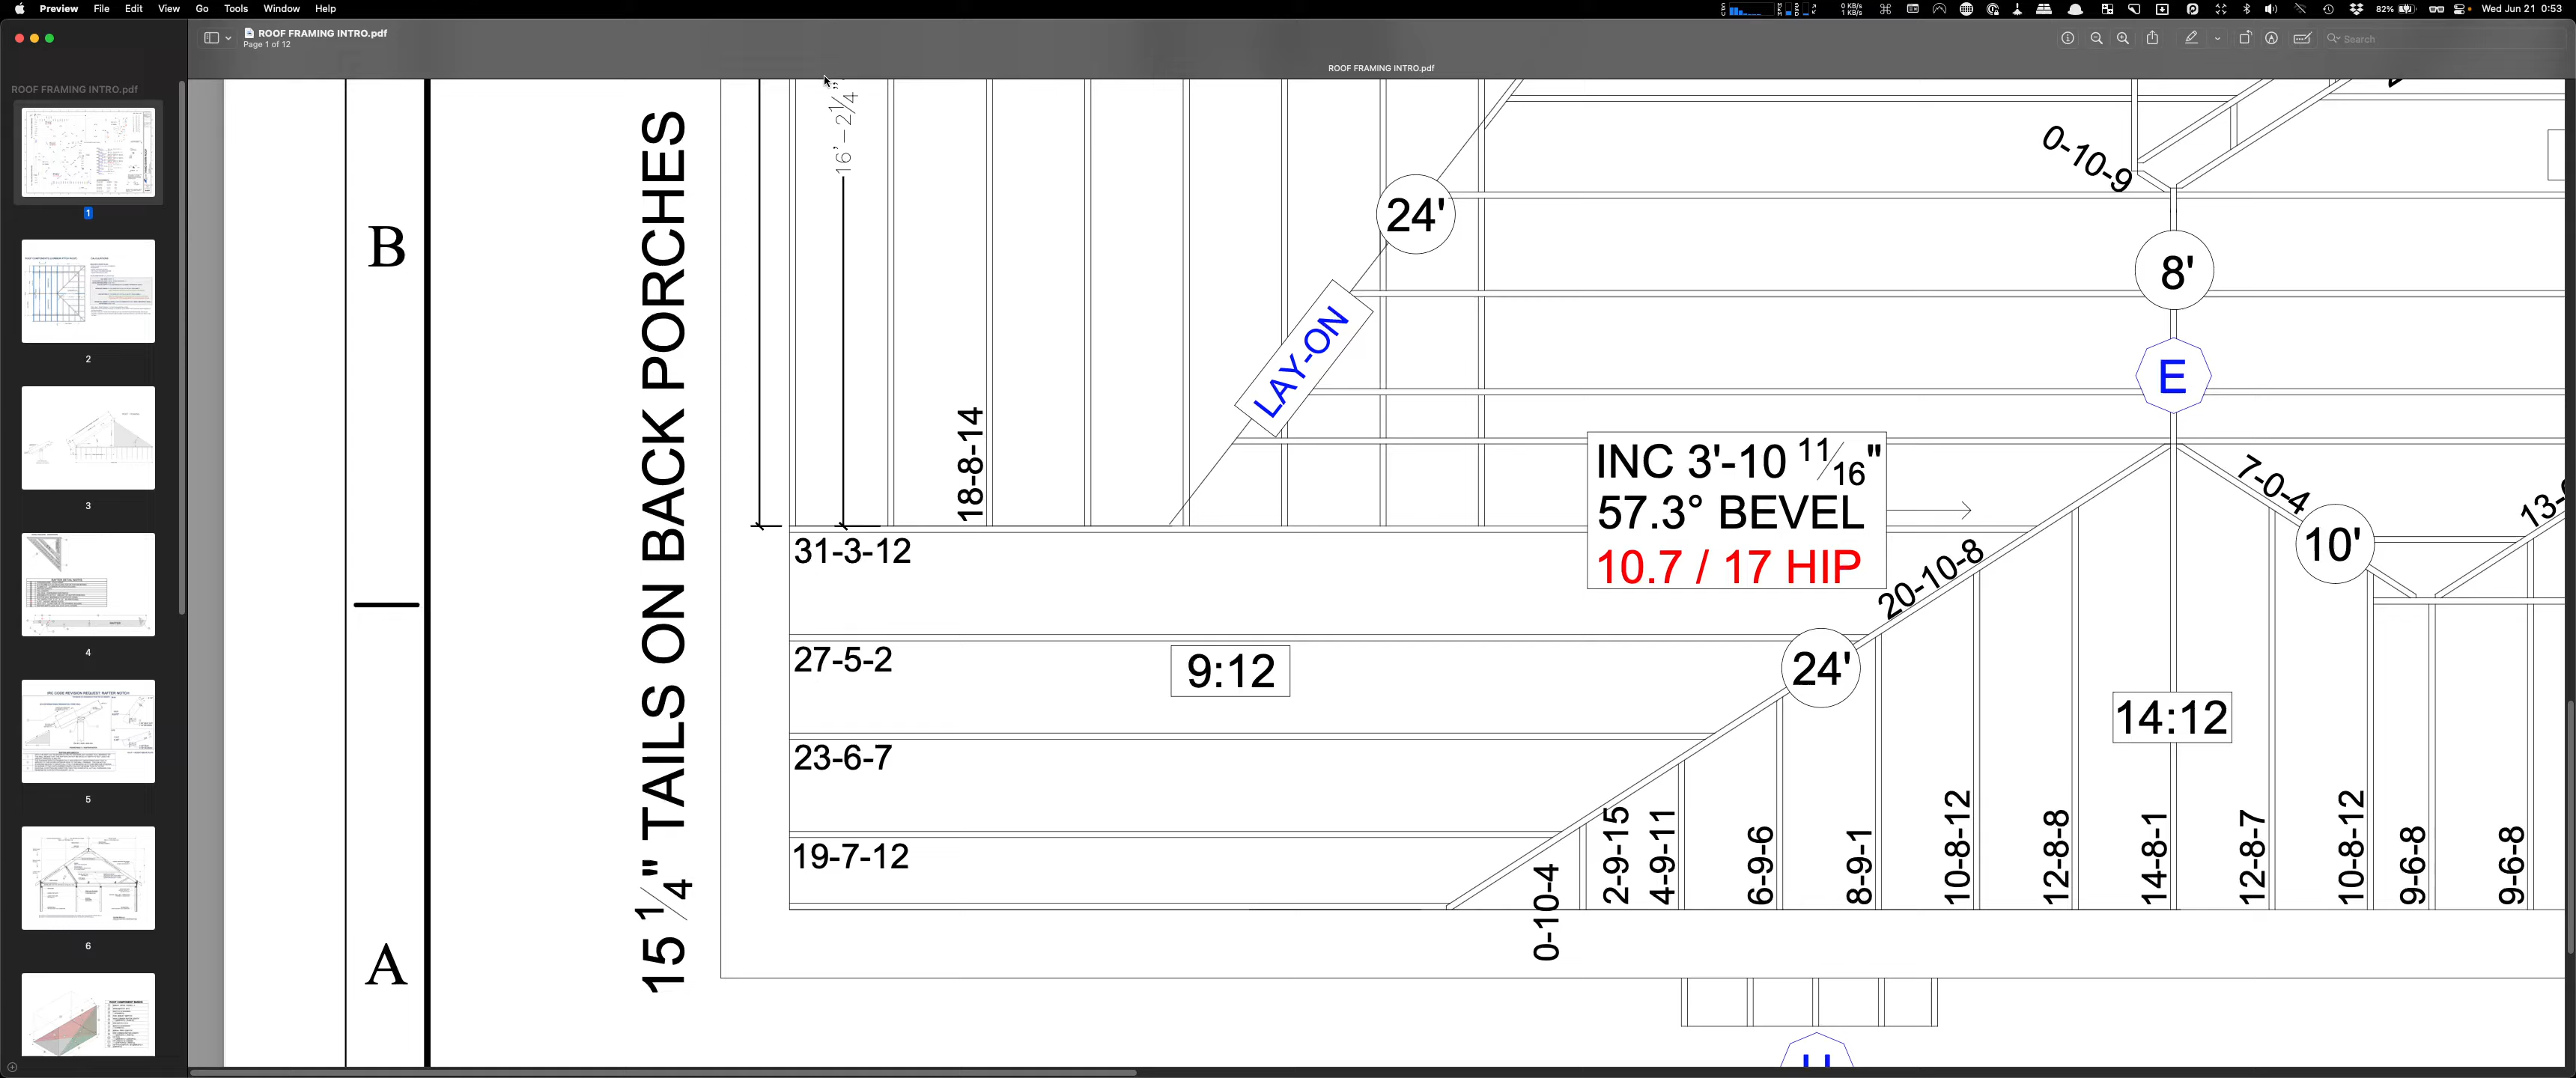 Preview File Edit View Go Tools Window Help
0 KB/s
1 KB/s
82%
Wed Jun 21 0:53
ROOF FRAMING INTRO.pdf
Page 1 of 12
Search
ROOF FRAMING INTRO.pdf
ROOF FRAMING INTRO.pdf
1
2
3
4
5
6
B
A
15 1/4" TAILS ON BACK PORCHES
16'-2 1/4"
18-8-14
24'
LAY-ON
0-10-9
8'
E
INC 3'-10 11/16"
57.3° BEVEL
10.7 / 17 HIP
7-0-4
10'
31-3-12
20-10-8
27-5-2
9:12
24'
14:12
23-6-7
19-7-12
0-10-4
2-9-15
4-9-11
6-9-6
8-9-1
10-8-12
12-8-8
14-8-1
12-8-7
10-8-12
9-6-8
9-6-8